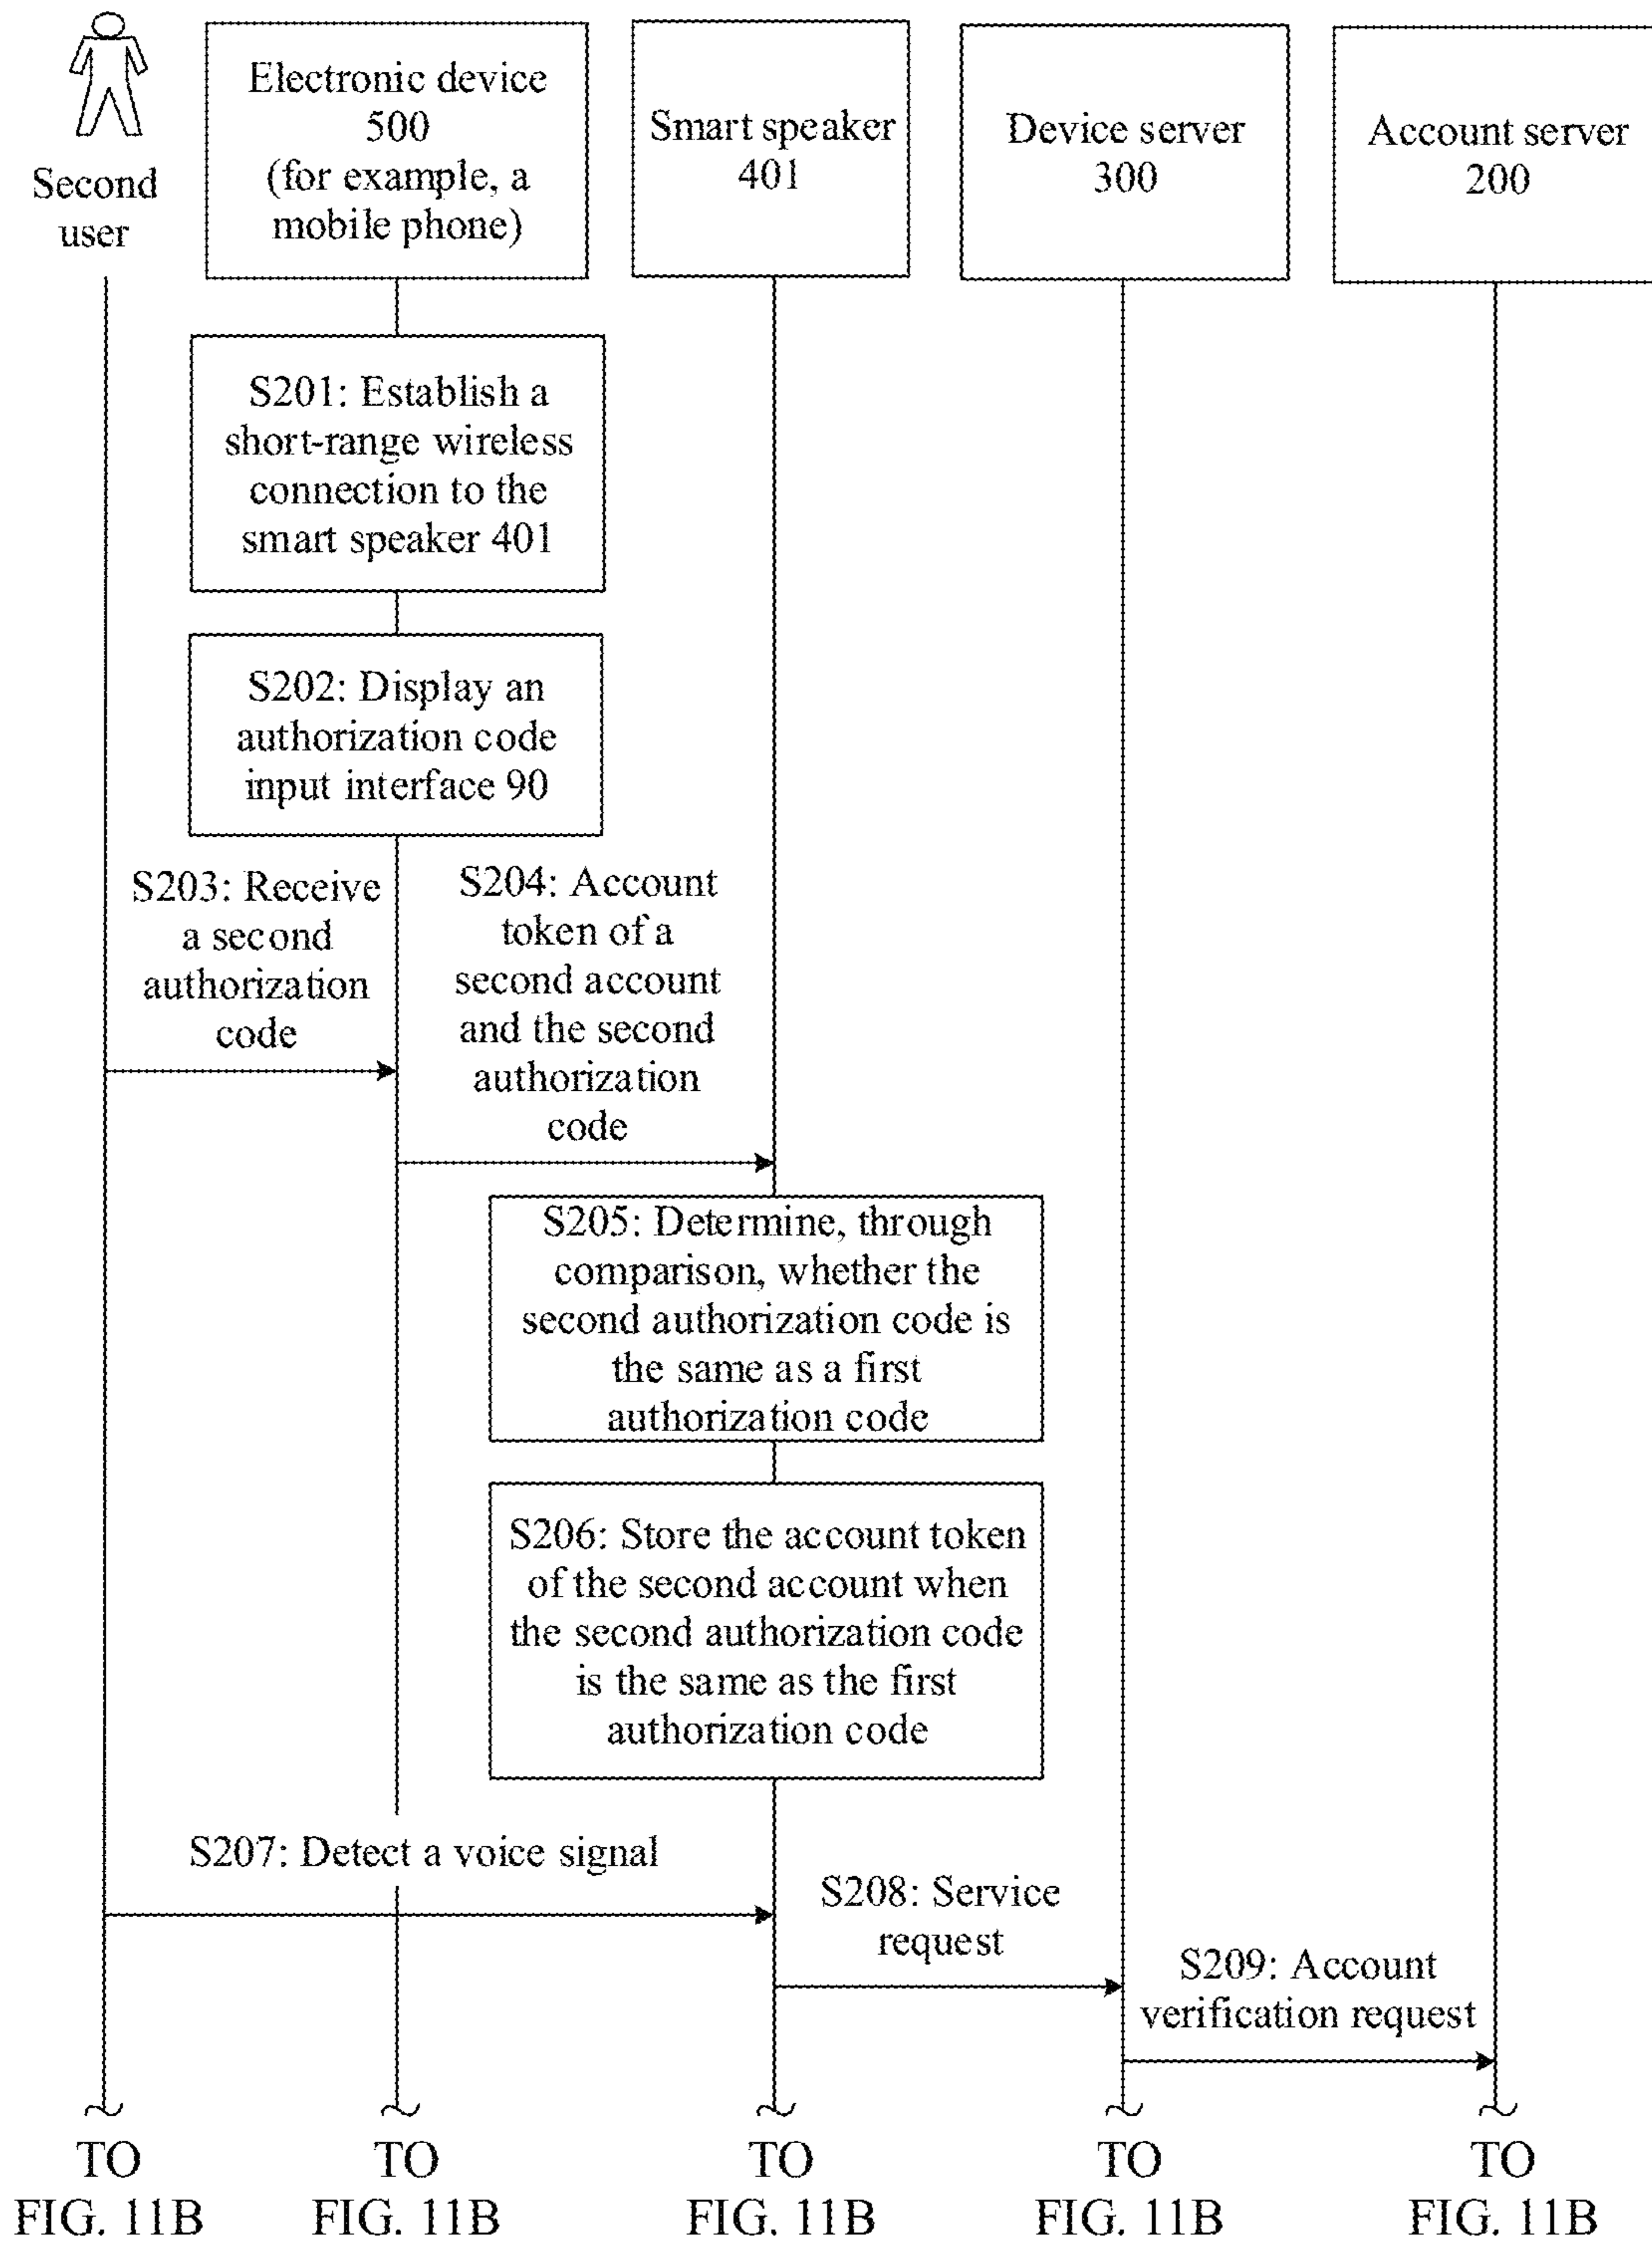 Second
user
Electronic device
500
(for example, a
mobile phone)
Smart speaker
401
Device server
300
Account server
200
S201: Establish a
short-range wireless
connection to the
smart speaker 401
S202: Display an
authorization code
input interface 90
S203: Receive
a second
authorization
code
S204: Account
token of a
second account
and the second
authorization
code
S205: Determine, through
comparison, whether the
second authorization code is
the same as a first
authorization code
S206: Store the account token
of the second account when
the second authorization code
is the same as the first
authorization code
S207: Detect a voice signal
S208: Service
request
S209: Account
verification request
TO
FIG. 11B
TO
FIG. 11B
TO
FIG. 11B
TO
FIG. 11B
TO
FIG. 11B